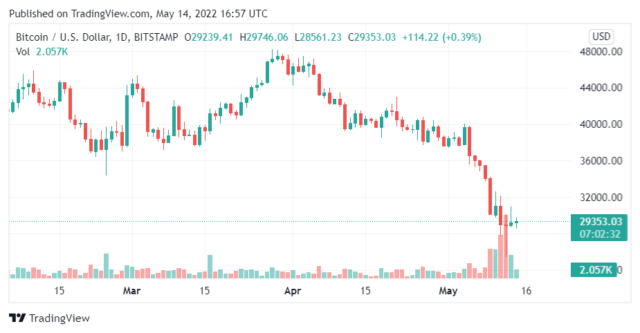 Published on TradingView.com, May 14, 2022 16:57 UTC
Bitcoin / U.S. Dollar, 1D, BITSTAMP O29239.41 H29746.06 L28561.23 C29353.03 +114.22 (+0.39%)
USD
Vol 2.057K
48000.00
44000.00
40000.00
36000.00
32000.00
29353.03
07:02:32
2.057K
15 Mar 15 Apr 15 May 16
TradingView